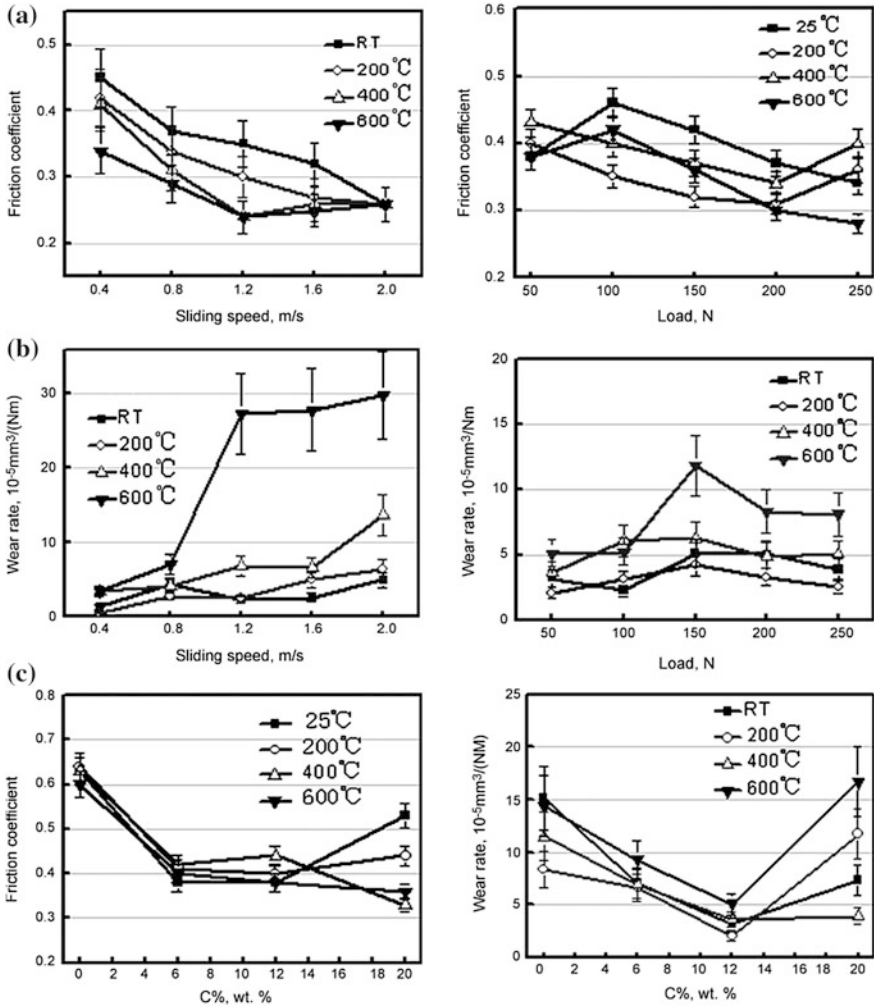 (a)
0.5
0.4
0.3
0.2
Friction coefficient
0.4 0.8 1.2 1.6 2.0
Sliding speed, m/s
RT
200℃
400℃
600℃
0.6
0.5
0.4
0.3
0.2
Friction coefficient
50 100 150 200 250
Load, N
25℃
200℃
400℃
600℃
(b)
30
20
10
0
Wear rate, 10⁻⁵mm³/(Nm)
0.4 0.8 1.2 1.6 2.0
Sliding speed, m/s
RT
200℃
400℃
600℃
20
15
10
5
0
Wear rate, 10⁻⁵mm³/Nm
50 100 150 200 250
Load, N
RT
200℃
400℃
600℃
(c)
0.8
0.7
0.6
0.5
0.4
0.3
0.2
Friction coefficient
0 2 4 6 8 10 12 14 16 18 20
C%, wt. %
25℃
200℃
400℃
600℃
25
20
15
10
5
0
Wear rate, 10⁻⁵mm³/(NM)
0 2 4 6 8 10 12 14 16 18 20
C%, wt. %
RT
200℃
400℃
600℃